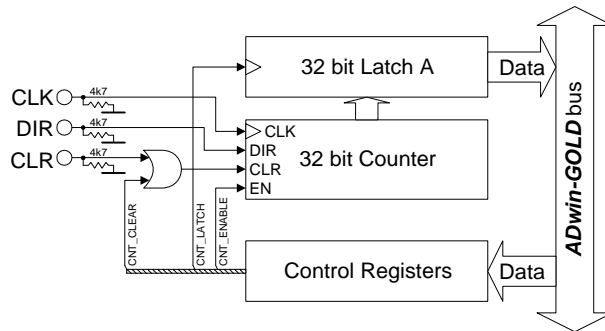 32 bit Latch A
Data
CLK
4k7
DIR
4k7
CLR
4k7
CLK
DIR
CLR
EN
32 bit Counter
CNT_CLEAR
CNT_LATCH
CNT_ENABLE
Control Registers
Data
ADwin-GOLD bus